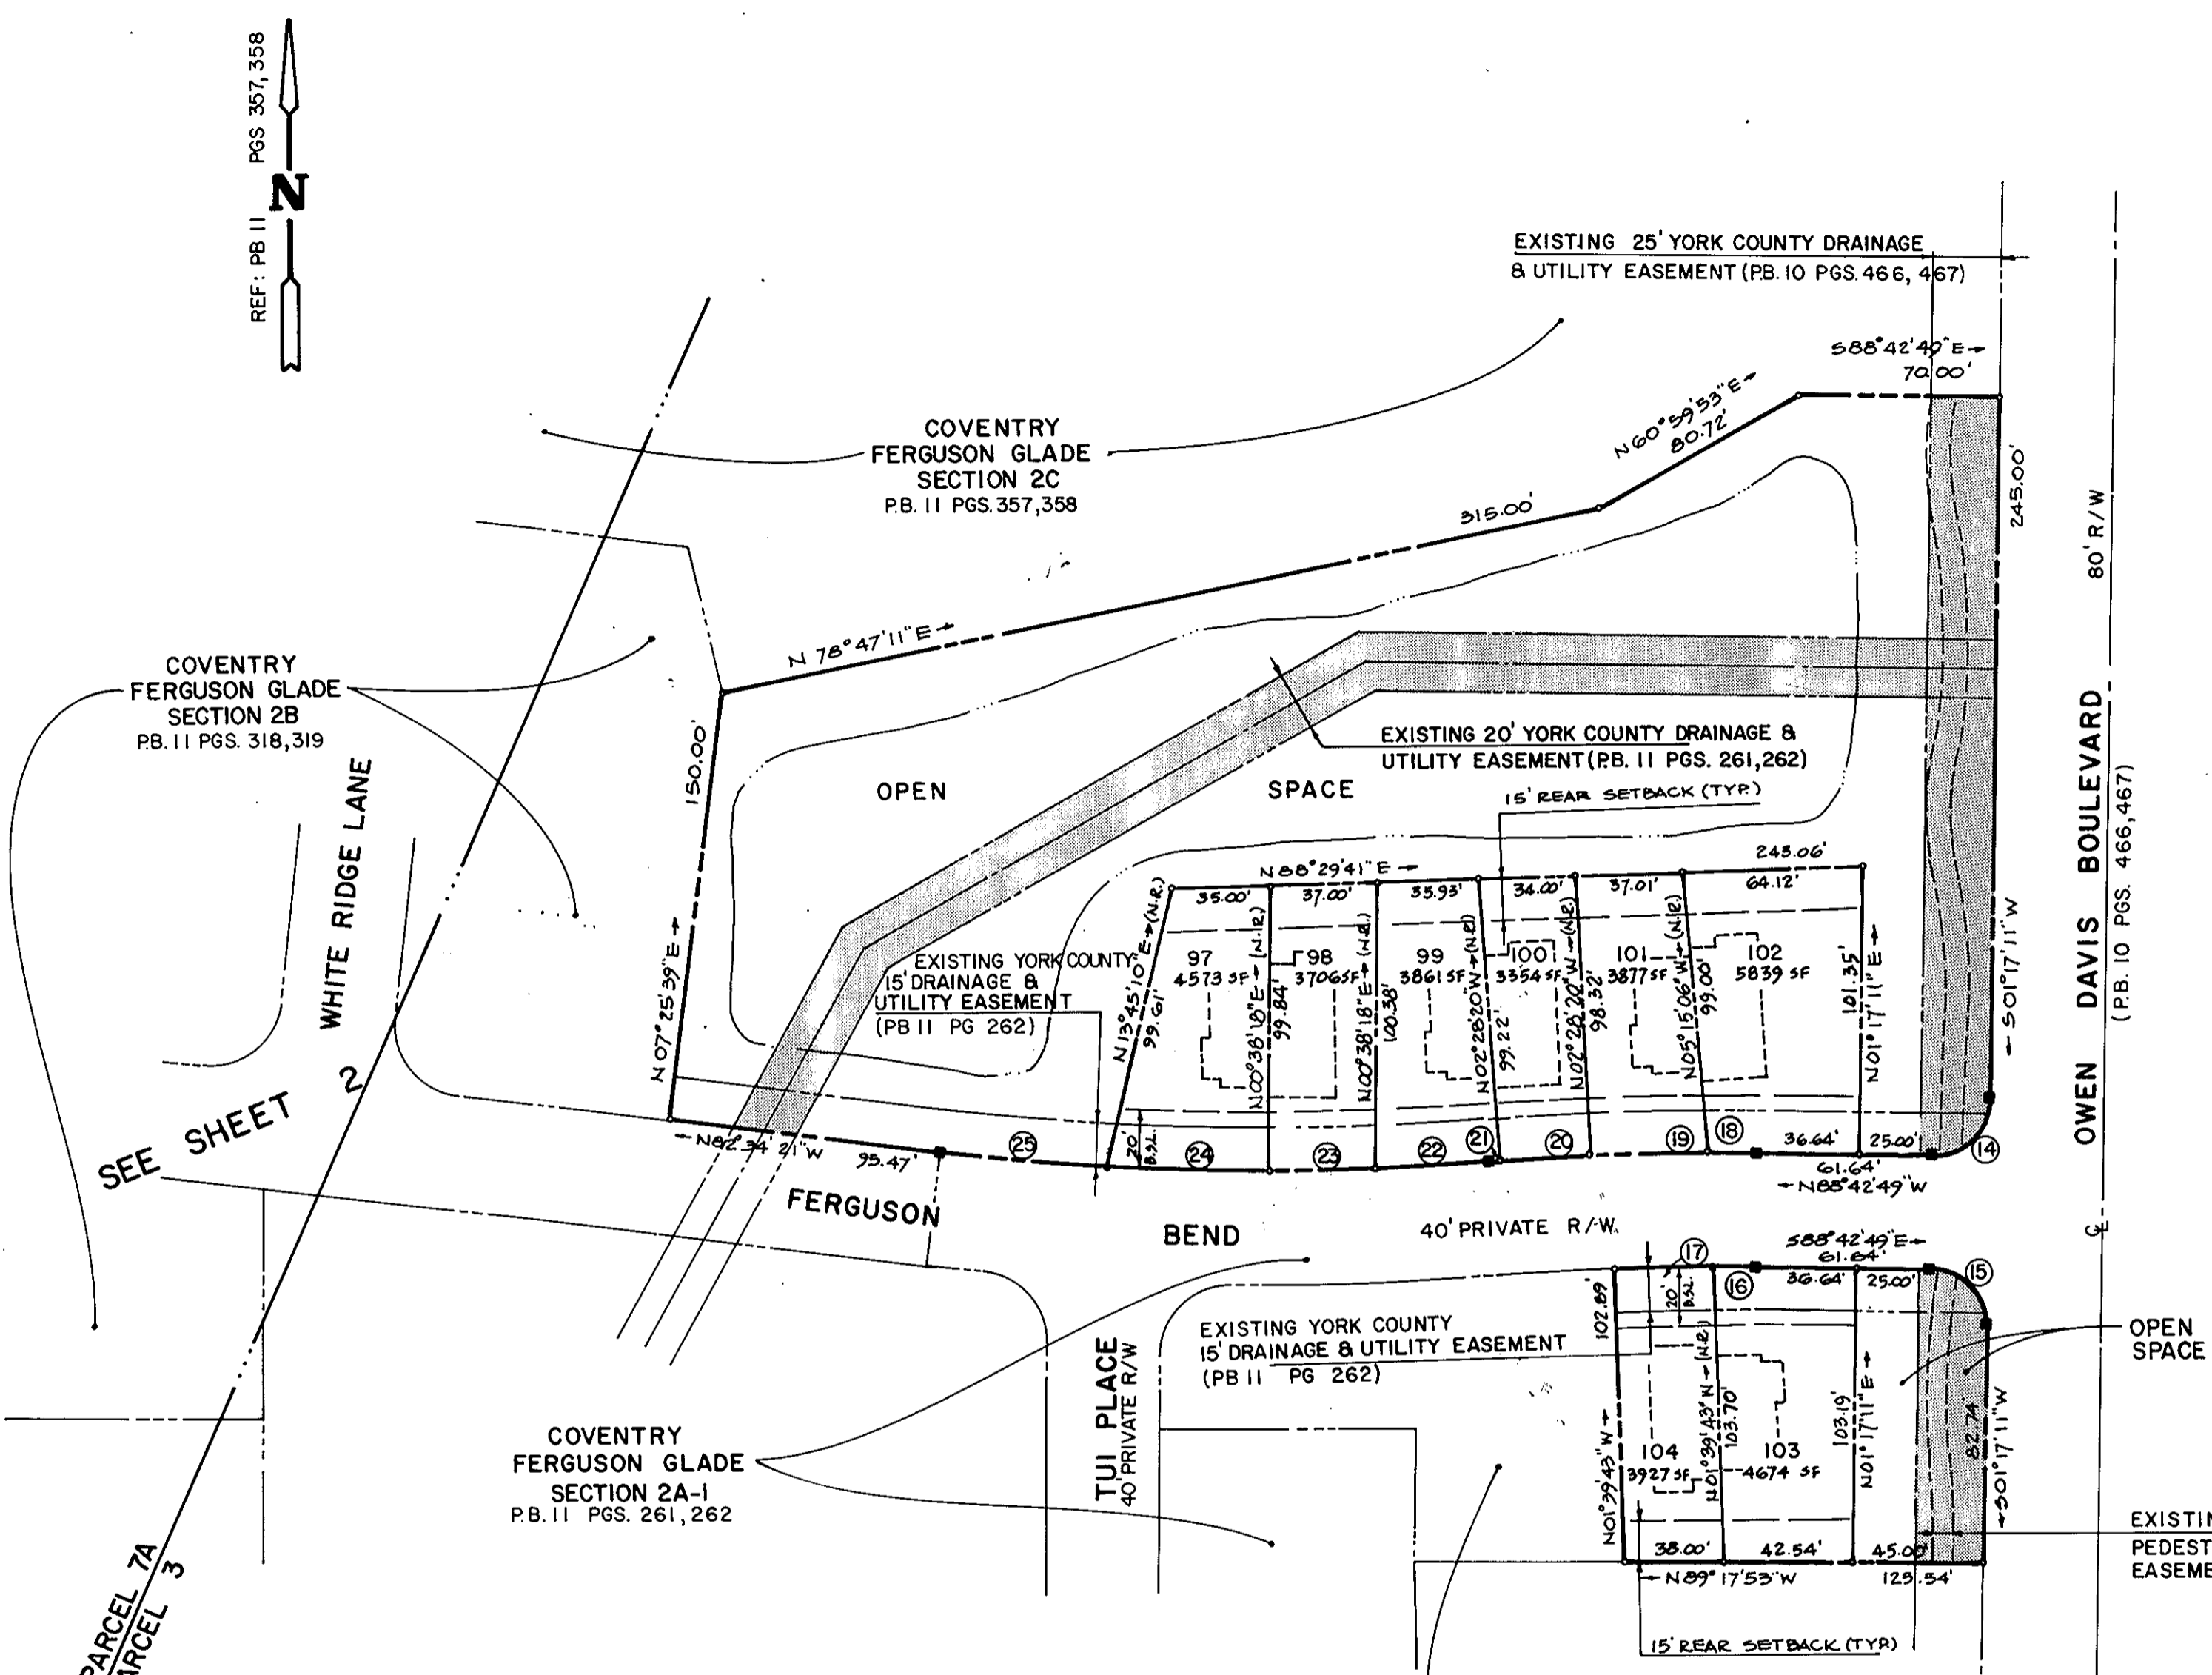 REF: PB 11 PGS 357,358
N
EXISTING 25' YORK COUNTY DRAINAGE
& UTILITY EASEMENT (P.B. 10 PGS. 466, 467)
S88°42'49"E
70.00'
N60°59'53"E
80.72'
COVENTRY
FERGUSON GLADE
SECTION 2C
P.B. 11 PGS. 357,358
315.00'
245.00'
80' R/W
N 78°47'11"E
COVENTRY
FERGUSON GLADE
SECTION 2B
P.B. 11 PGS. 318,319
150.00'
EXISTING 20' YORK COUNTY DRAINAGE &
UTILITY EASEMENT (P.B. 11 PGS. 261,262)
OPEN SPACE
15' REAR SETBACK (TYP.)
WHITE RIDGE LANE
OWEN DAVIS BOULEVARD
(P.B. 10 PGS. 466,467)
N88°29'41"E
243.06'
35.00' 37.00' 35.93' 34.00' 37.01' 64.12'
EXISTING YORK COUNTY
15' DRAINAGE &
UTILITY EASEMENT
(PB 11 PG 262)
97 98 99 100 101 102
4573 SF 3706 SF 3861 SF 3354 SF 3877 SF 5839 SF
N07°25'39"E
N13°45'10"E (N.R.)
99.61'
N00°38'18"E (N.R.)
99.84'
N00°38'18"E (N.R.)
100.38'
N02°28'20"W (N.R.)
99.22'
N02°28'20"W (N.R.)
98.32'
N05°15'06"W (N.R.)
99.00'
101.35'
N01°17'11"E
S01°17'11"W
SEE SHEET 2
N82°34'21"W
95.47'
25
20'
B.S.L.
24 23 22 21 20 19 18
36.64' 25.00'
14
61.64'
N88°42'49"W
FERGUSON BEND
40' PRIVATE R/W
S88°42'49"E
61.64'
17
16
36.64' 25.00'
15
20'
B.S.L.
102.89'
EXISTING YORK COUNTY
15' DRAINAGE & UTILITY EASEMENT
(PB 11 PG 262)
TUI PLACE
40' PRIVATE R/W
OPEN
SPACE
COVENTRY
FERGUSON GLADE
SECTION 2A-1
P.B. 11 PGS. 261,262
104 103
3927 SF 4674 SF
N01°39'43"W
N01°39'43"W (N.R.)
103.70'
103.19'
N01°17'11"E
82.74'
S01°17'11"W
38.00' 42.54' 45.00'
N89°17'53"W
125.54'
15' REAR SETBACK (TYP.)
PARCEL 7A
ARCEL 3
EXISTIN
PEDEST
EASEME